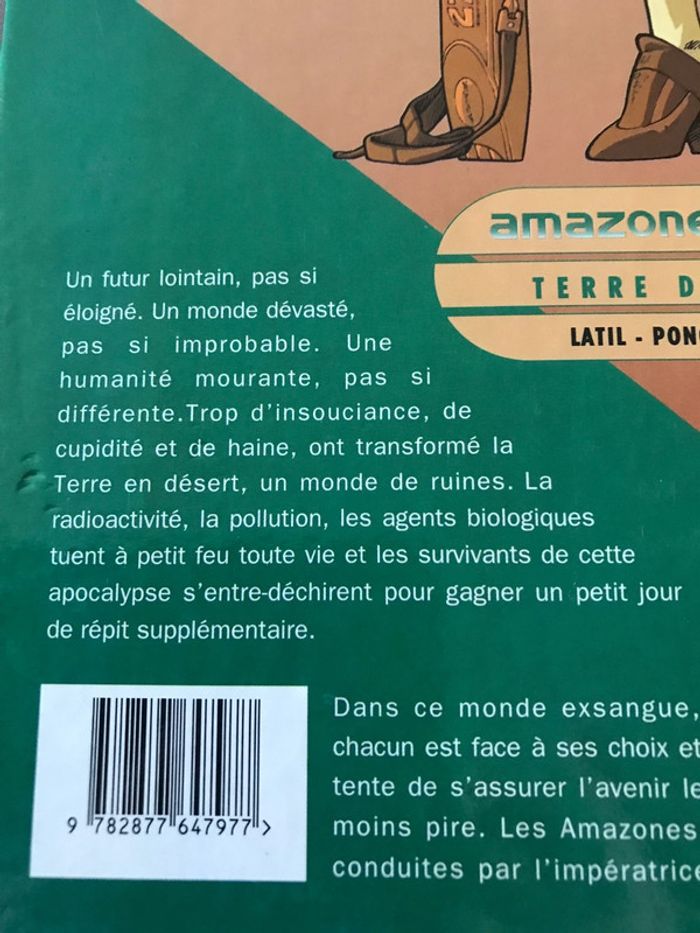 amazone
TERRE D
LATIL - PON
Un futur lointain, pas si
éloigné. Un monde dévasté,
pas si improbable. Une
humanité mourante, pas si
différente.Trop d'insouciance, de
cupidité et de haine, ont transformé la
Terre en désert, un monde de ruines. La
radioactivité, la pollution, les agents biologiques
tuent à petit feu toute vie et les survivants de cette
apocalypse s'entre-déchirent pour gagner un petit jour
de répit supplémentaire.
Dans ce monde exsangue,
chacun est face à ses choix et
tente de s'assurer l'avenir le
moins pire. Les Amazones
conduites par l'impératrice
9 782877 647977 >